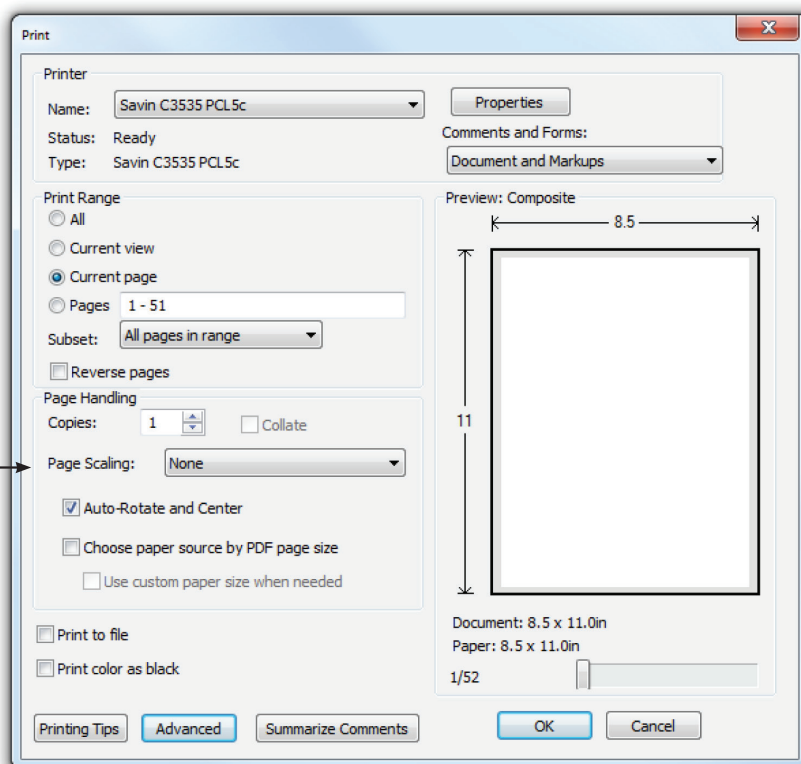 Print
Printer
Name: Savin C3535 PCL5c Properties
Status: Ready Comments and Forms:
Type: Savin C3535 PCL5c Document and Markups
Print Range
All
Current view
Current page
Pages 1 - 51
Subset: All pages in range
Reverse pages
Page Handling
Copies: 1 Collate
Page Scaling: None
Auto-Rotate and Center
Choose paper source by PDF page size
Use custom paper size when needed
Print to file
Print color as black
Preview: Composite
8.5
11
Document: 8.5 x 11.0in
Paper: 8.5 x 11.0in
1/52
Printing Tips Advanced Summarize Comments OK Cancel